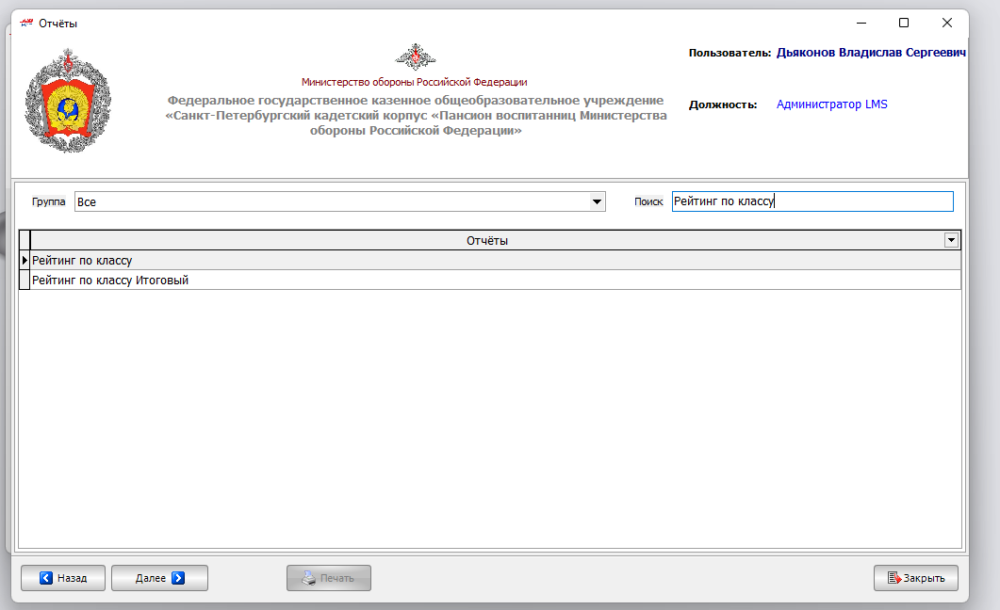 Отчёты
Министерство обороны Российской Федерации
Федеральное государственное казенное общеобразовательное учреждение
«Санкт-Петербургский кадетский корпус «Пансион воспитанниц Министерства
обороны Российской Федерации»
Пользователь: Дьяконов Владислав Сергеевич
Должность: Администратор LMS
Группа Все Поиск Рейтинг по классу
Отчёты
Рейтинг по классу
Рейтинг по классу Итоговый
Назад Далее Печать Закрыть